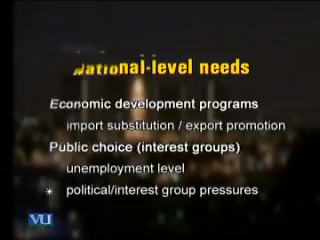 National-level needs
Economic development programs
import substitution / export promotion
Public choice (interest groups)
unemployment level
* political/interest group pressures
VU